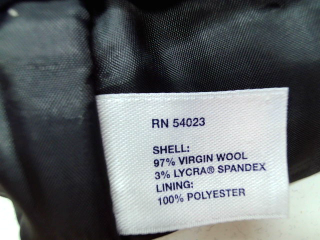 RN 54023
SHELL:
97% VIRGIN WOOL
3% LYCRA® SPANDEX
LINING:
100% POLYESTER